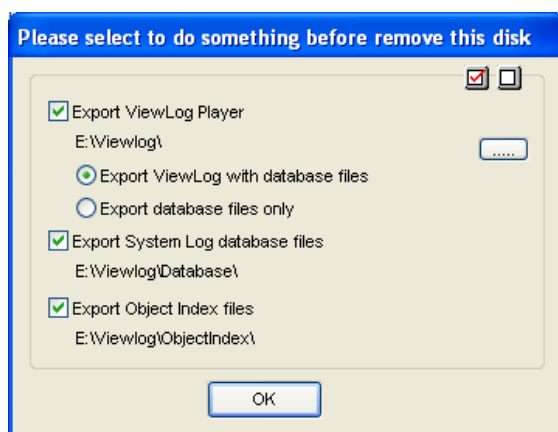 Please select to do something before remove this disk
Export ViewLog Player
E:\Viewlog\
.....
Export ViewLog with database files
Export database files only
Export System Log database files
E:\Viewlog\Database\
Export Object Index files
E:\Viewlog\ObjectIndex\
OK